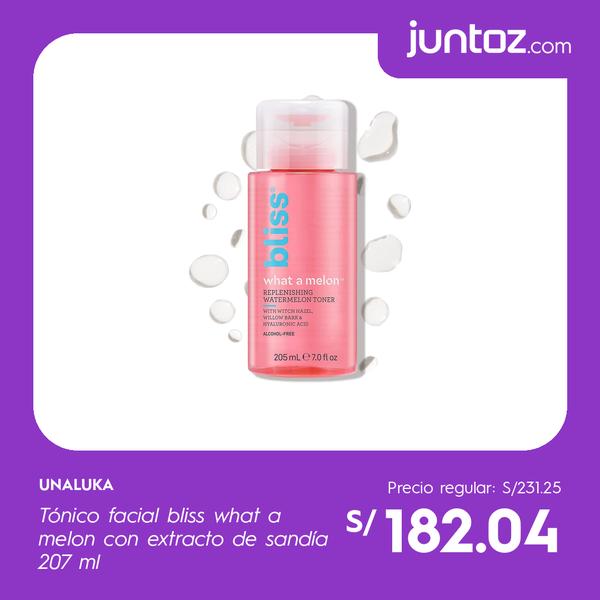 juntoz.com
bliss®
what a melon™
REPLENISHING
WATERMELON TONER
WITH WITCH HAZEL,
WILLOW BARK &
HYALURONIC ACID
ALCOHOL-FREE
205 mL ℮ 7.0 fl oz
UNALUKA
Tónico facial bliss what a
melon con extracto de sandía
207 ml
Precio regular: S/231.25
S/182.04